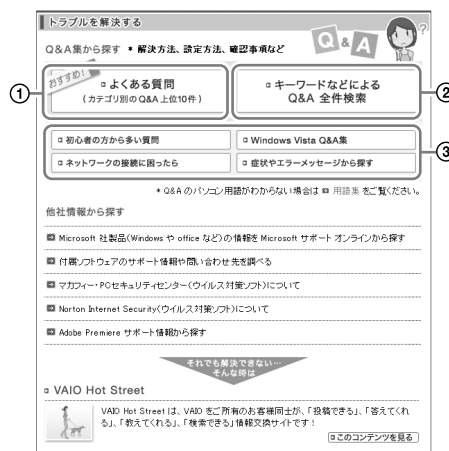 トラブルを解決する
Q&A集から探す * 解決方法、設定方法、確認事項など
Q & A ?
おすすめ!
① よくある質問
(カテゴリ別のQ&A上位10件)
② キーワードなどによる
Q&A 全件検索
③
初心者の方から多い質問
Windows Vista Q&A集
ネットワークの接続に困ったら
症状やエラーメッセージから探す
* Q&A のパソコン用語がわからない場合は 用語集 をご覧ください。
他社情報から探す
Microsoft 社製品(Windows や office など)の情報を Microsoft サポート オンラインから探す
付属ソフトウェアのサポート情報や問い合わせ先を調べる
マカフィー・PCセキュリティセンター(ウイルス対策ソフト)について
Norton Internet Security(ウイルス対策ソフト)について
Adobe Premiere サポート情報から探す
それでも解決できない…
そんな時は
VAIO Hot Street
VAIO Hot Street は、VAIO をご所有のお客様同士が、「投稿できる」、「答えてくれ
る」、「教えてくれる」、「検索できる」情報交換サイトです!
このコンテンツを見る